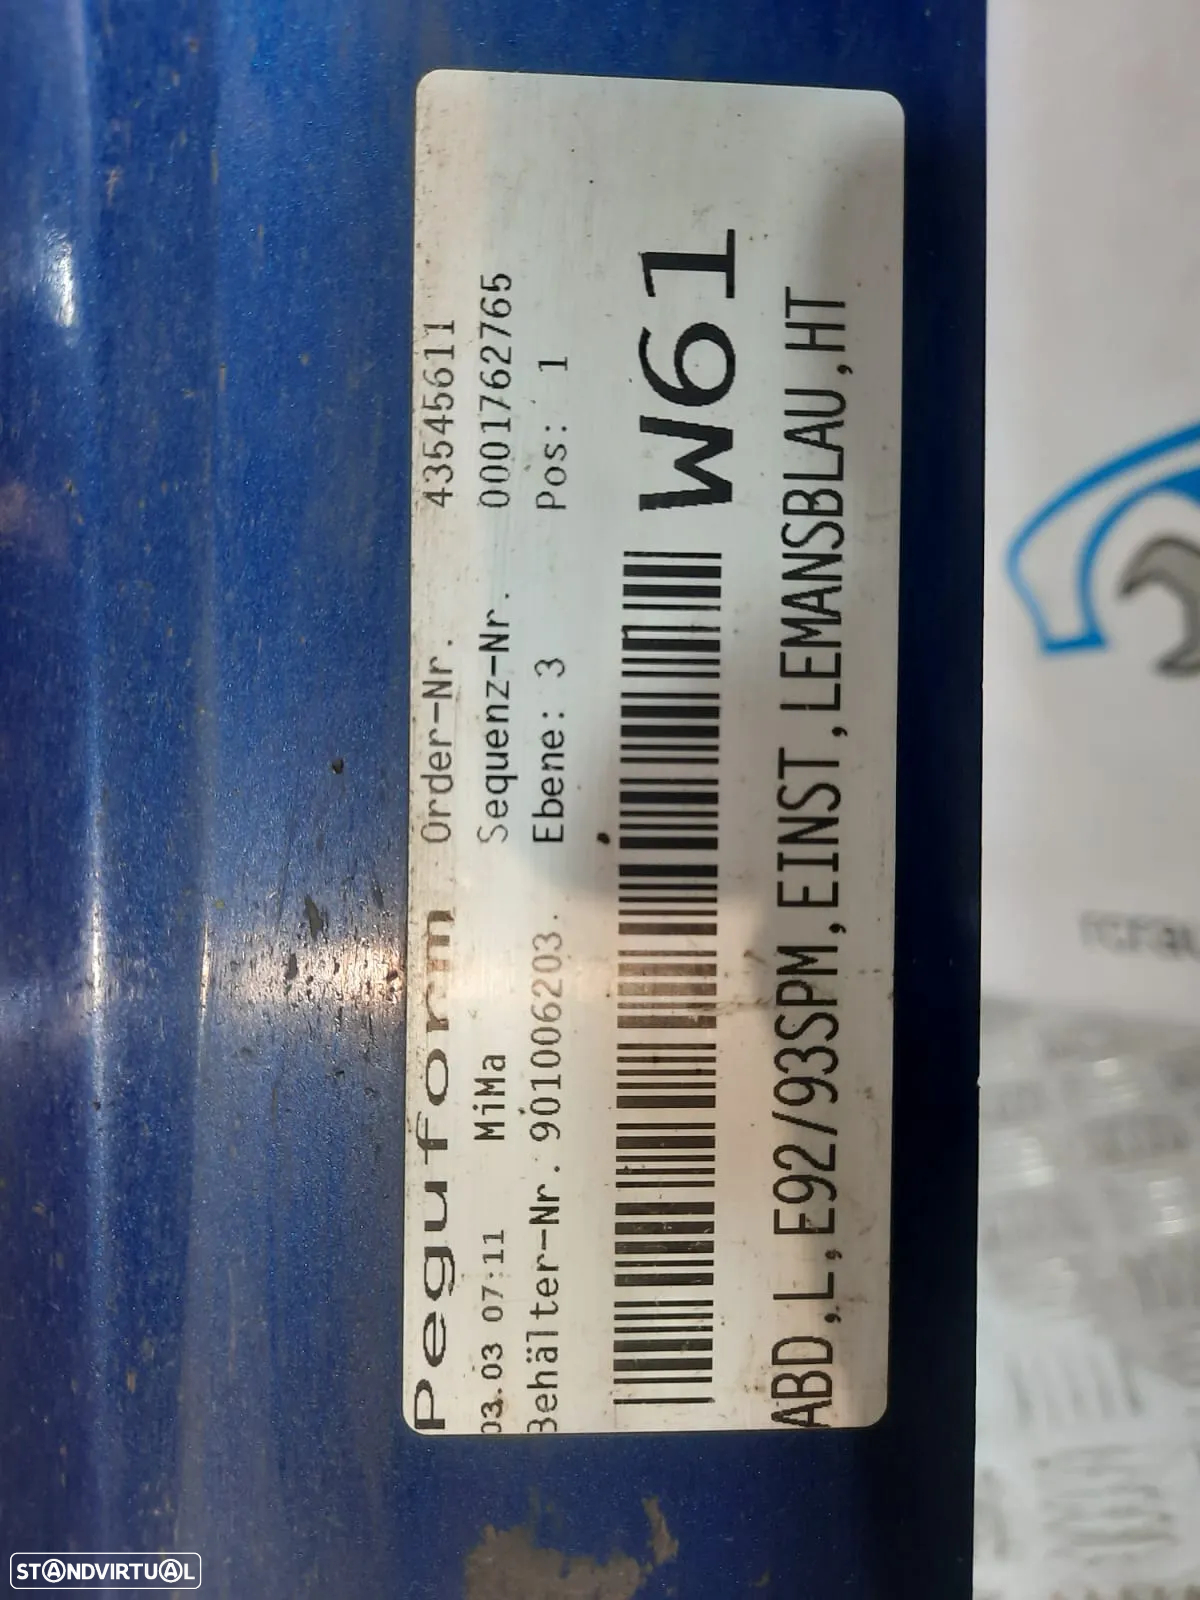 Peguform Order-Nr. 43545611
03.03 07:11 MiMa Sequenz-Nr. 0001762765
Behälter-Nr. 901006203. Ebene: 3 Pos: 1
W61
ABD,L,E92/93SPM,EINST,LEMANSBLAU,HT
STANDVIRTUAL